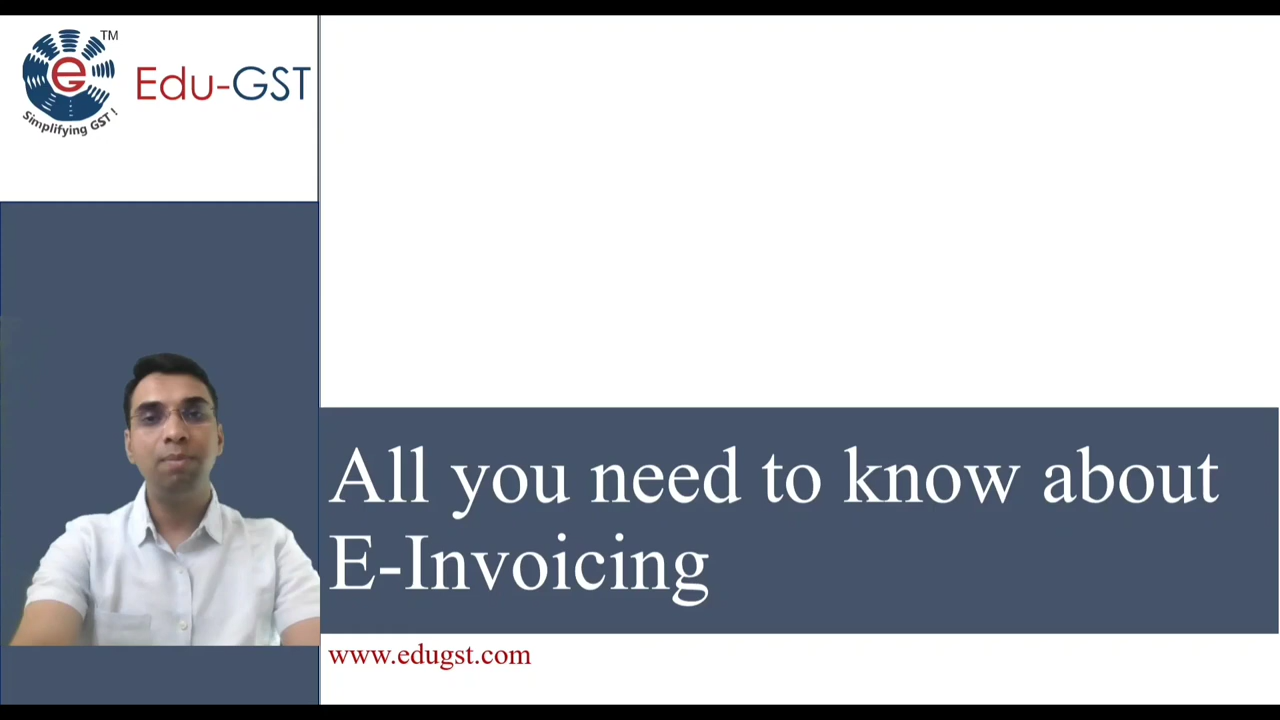 TM
e
Edu-GST
Simplifying GST !
All you need to know about
E-Invoicing
www.edugst.com